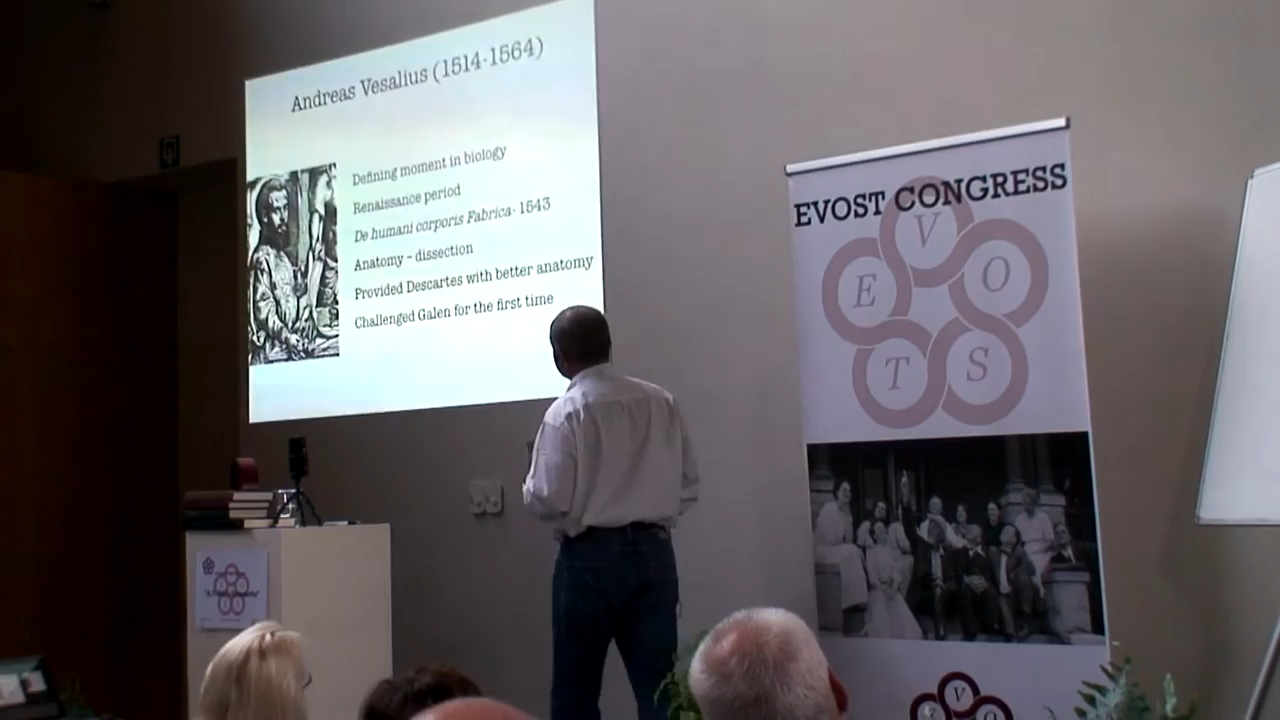 Andreas Vesalius (1514-1564)
Defining moment in biology
Renaissance period
De humani corporis Fabrica- 1543
Anatomy - dissection
Provided Descartes with better anatomy
Challenged Galen for the first time
EVOST CONGRESS
V
E O
T S
V
O